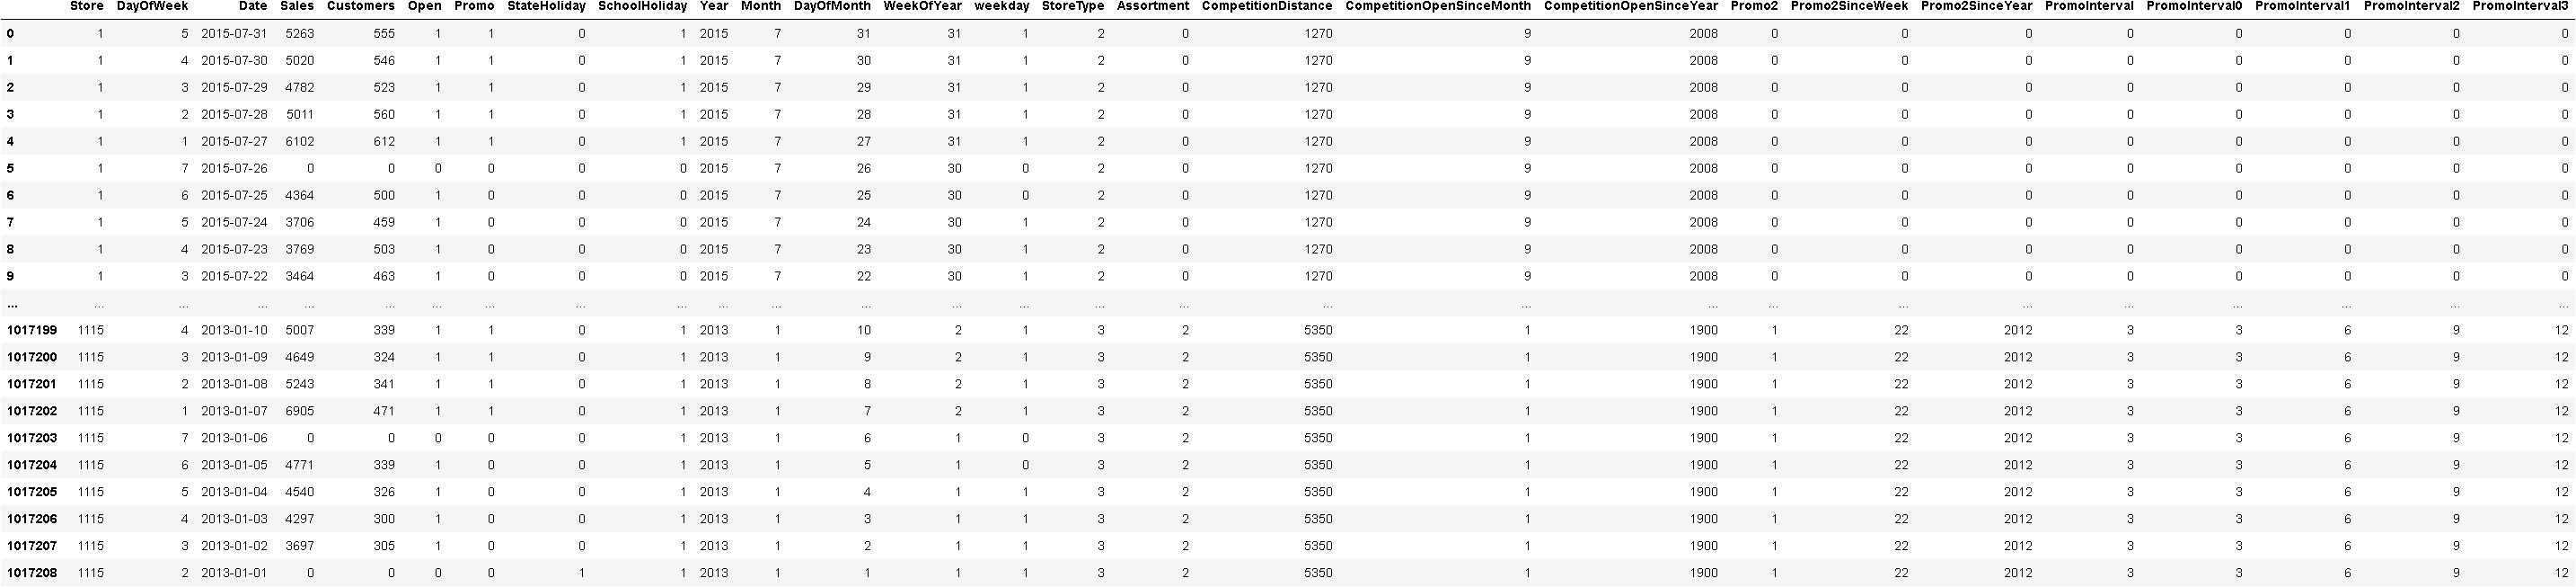 Store DayOfWeek Date Sales Customers Open Promo StateHoliday SchoolHoliday Year Month DayOfMonth WeekOfYear weekday StoreType Assortment CompetitionDistance CompetitionOpenSinceMonth CompetitionOpenSinceYear Promo2 Promo2SinceWeek Promo2SinceYear PromoInterval PromoInterval0 PromoInterval1 PromoInterval2 PromoInterval3
0 1 5 2015-07-31 5263 555 1 1 0 1 2015 7 31 31 1 2 0 1270 9 2008 0 0 0 0 0 0 0 0
1 1 4 2015-07-30 5020 546 1 1 0 1 2015 7 30 31 1 2 0 1270 9 2008 0 0 0 0 0 0 0 0
2 1 3 2015-07-29 4782 523 1 1 0 1 2015 7 29 31 1 2 0 1270 9 2008 0 0 0 0 0 0 0 0
3 1 2 2015-07-28 5011 560 1 1 0 1 2015 7 28 31 1 2 0 1270 9 2008 0 0 0 0 0 0 0 0
4 1 1 2015-07-27 6102 612 1 1 0 1 2015 7 27 31 1 2 0 1270 9 2008 0 0 0 0 0 0 0 0
5 1 7 2015-07-26 0 0 0 0 0 0 2015 7 26 30 0 2 0 1270 9 2008 0 0 0 0 0 0 0 0
6 1 6 2015-07-25 4364 500 1 0 0 0 2015 7 25 30 0 2 0 1270 9 2008 0 0 0 0 0 0 0 0
7 1 5 2015-07-24 3706 459 1 0 0 0 2015 7 24 30 1 2 0 1270 9 2008 0 0 0 0 0 0 0 0
8 1 4 2015-07-23 3769 503 1 0 0 0 2015 7 23 30 1 2 0 1270 9 2008 0 0 0 0 0 0 0 0
9 1 3 2015-07-22 3464 463 1 0 0 0 2015 7 22 30 1 2 0 1270 9 2008 0 0 0 0 0 0 0 0
... ... ... ... ... ... ... ... ... ... ... ... ... ... ... ... ... ... ... ... ... ... ... ... ... ... ... ...
1017199 1115 4 2013-01-10 5007 339 1 1 0 1 2013 1 10 2 1 3 2 5350 1 1900 1 22 2012 3 3 6 9 12
1017200 1115 3 2013-01-09 4649 324 1 1 0 1 2013 1 9 2 1 3 2 5350 1 1900 1 22 2012 3 3 6 9 12
1017201 1115 2 2013-01-08 5243 341 1 1 0 1 2013 1 8 2 1 3 2 5350 1 1900 1 22 2012 3 3 6 9 12
1017202 1115 1 2013-01-07 6905 471 1 1 0 1 2013 1 7 2 1 3 2 5350 1 1900 1 22 2012 3 3 6 9 12
1017203 1115 7 2013-01-06 0 0 0 0 0 1 2013 1 6 1 0 3 2 5350 1 1900 1 22 2012 3 3 6 9 12
1017204 1115 6 2013-01-05 4771 339 1 0 0 1 2013 1 5 1 0 3 2 5350 1 1900 1 22 2012 3 3 6 9 12
1017205 1115 5 2013-01-04 4540 326 1 0 0 1 2013 1 4 1 1 3 2 5350 1 1900 1 22 2012 3 3 6 9 12
1017206 1115 4 2013-01-03 4297 300 1 0 0 1 2013 1 3 1 1 3 2 5350 1 1900 1 22 2012 3 3 6 9 12
1017207 1115 3 2013-01-02 3697 305 1 0 0 1 2013 1 2 1 1 3 2 5350 1 1900 1 22 2012 3 3 6 9 12
1017208 1115 2 2013-01-01 0 0 0 0 1 1 2013 1 1 1 1 3 2 5350 1 1900 1 22 2012 3 3 6 9 12